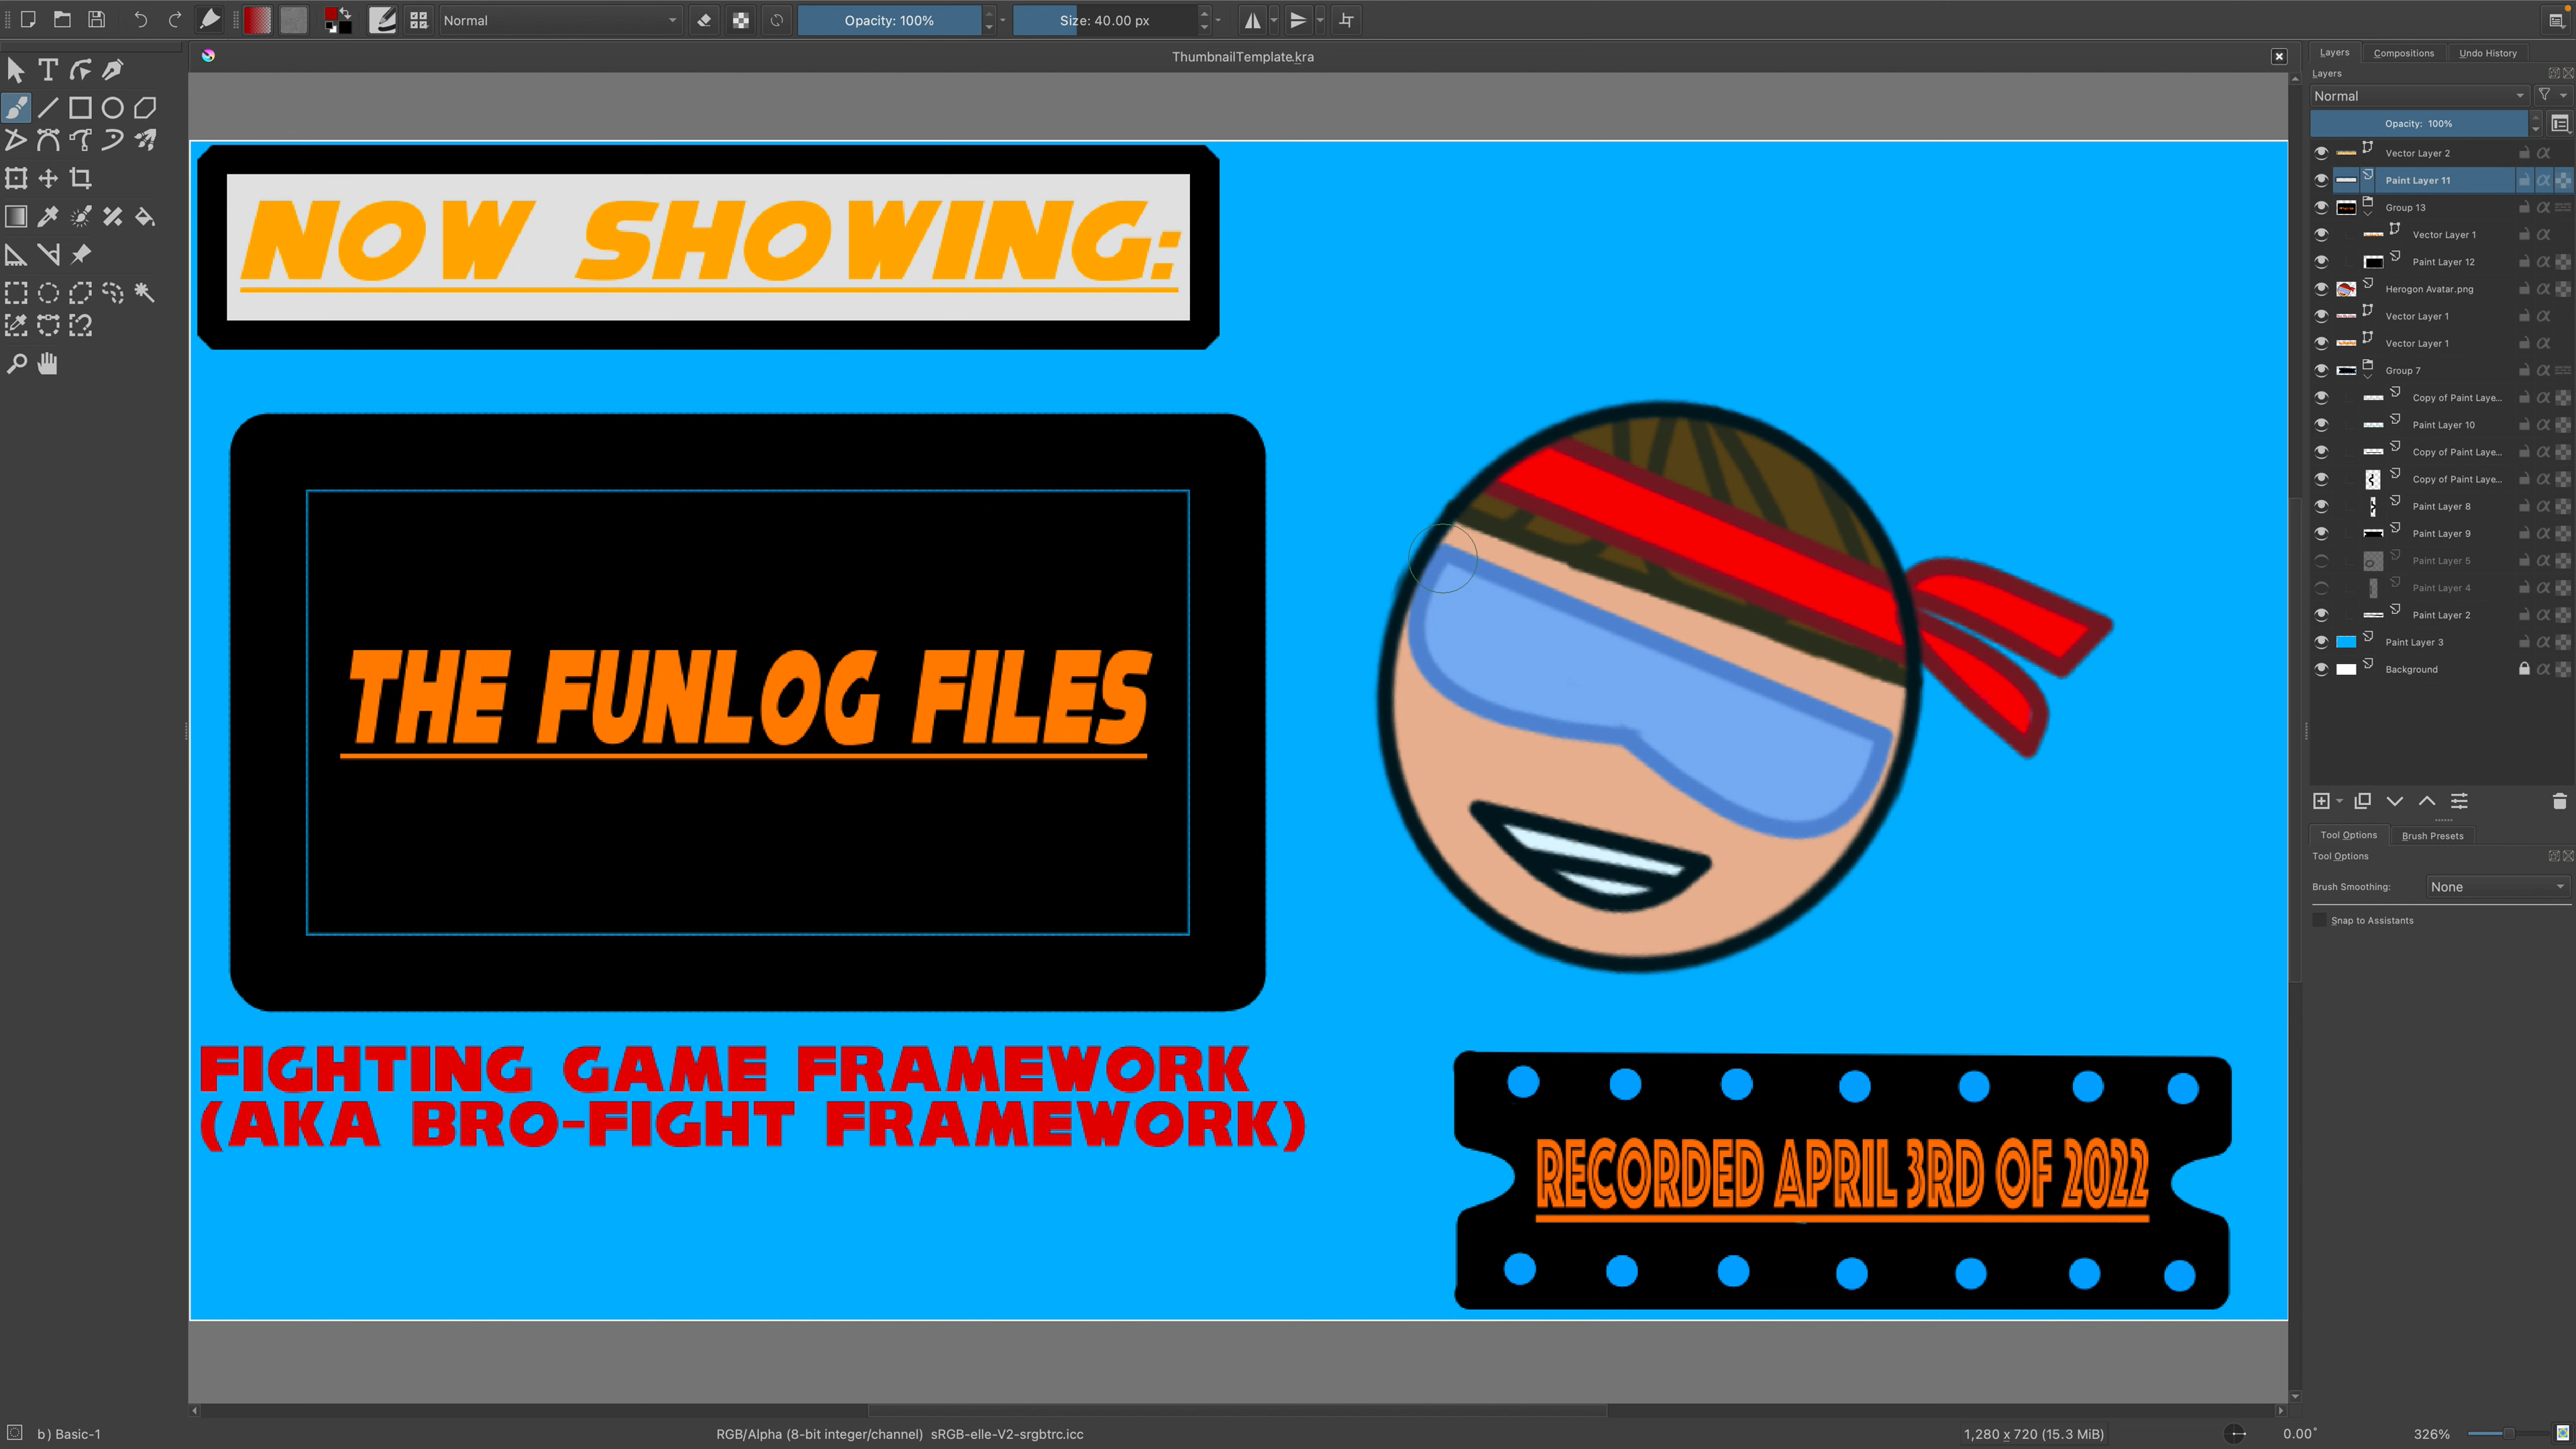 Normal
Opacity: 100%
Size: 40.00 px
ThumbnailTemplate.kra
NOW SHOWING:
THE FUNLOG FILES
FIGHTING GAME FRAMEWORK
(AKA BRO-FIGHT FRAMEWORK)
RECORDED APRIL 3RD OF 2022
Layers
Compositions
Undo History
Layers
Normal
Opacity: 100%
Vector Layer 2
Paint Layer 11
Group 13
Vector Layer 1
Paint Layer 12
Herogon Avatar.png
Vector Layer 1
Vector Layer 1
Group 7
Copy of Paint Laye...
Paint Layer 10
Copy of Paint Laye...
Copy of Paint Laye...
Paint Layer 8
Paint Layer 9
Paint Layer 5
Paint Layer 4
Paint Layer 2
Paint Layer 3
Background
Tool Options
Brush Presets
Tool Options
Brush Smoothing:
None
Snap to Assistants
b) Basic-1
RGB/Alpha (8-bit integer/channel) sRGB-elle-V2-srgbtrc.icc
1,280 x 720 (15.3 MiB)
0.00°
326%